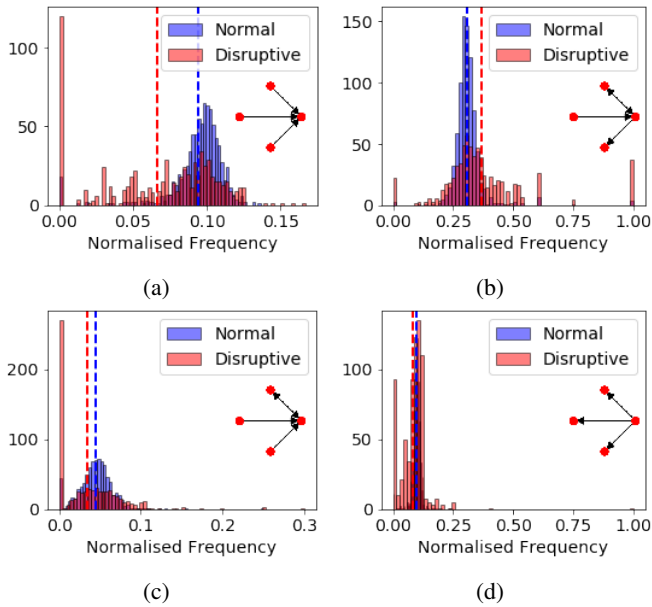 Normal
Disruptive
100
50
0
0.00
0.05
0.10
0.15
Normalised Frequency
(a)
Normal
Disruptive
150
100
50
0
0.00
0.25
0.50
0.75
1.00
Normalised Frequency
(b)
Normal
Disruptive
200
100
0
0.0
0.1
0.2
0.3
Normalised Frequency
(c)
Normal
Disruptive
100
50
0
0.00
0.25
0.50
0.75
1.00
Normalised Frequency
(d)